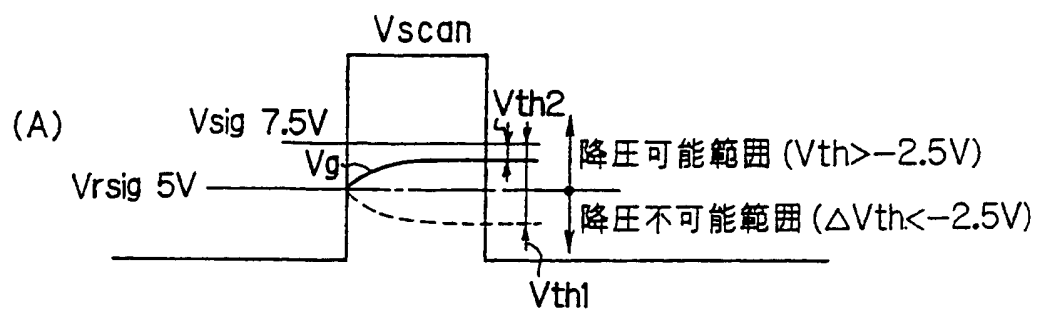 Vscan
(A)
Vsig 7.5V
Vth2
Vg
降圧可能範囲 (Vth>−2.5V)
Vrsig 5V
降圧不可能範囲 (△Vth<−2.5V)
Vth1